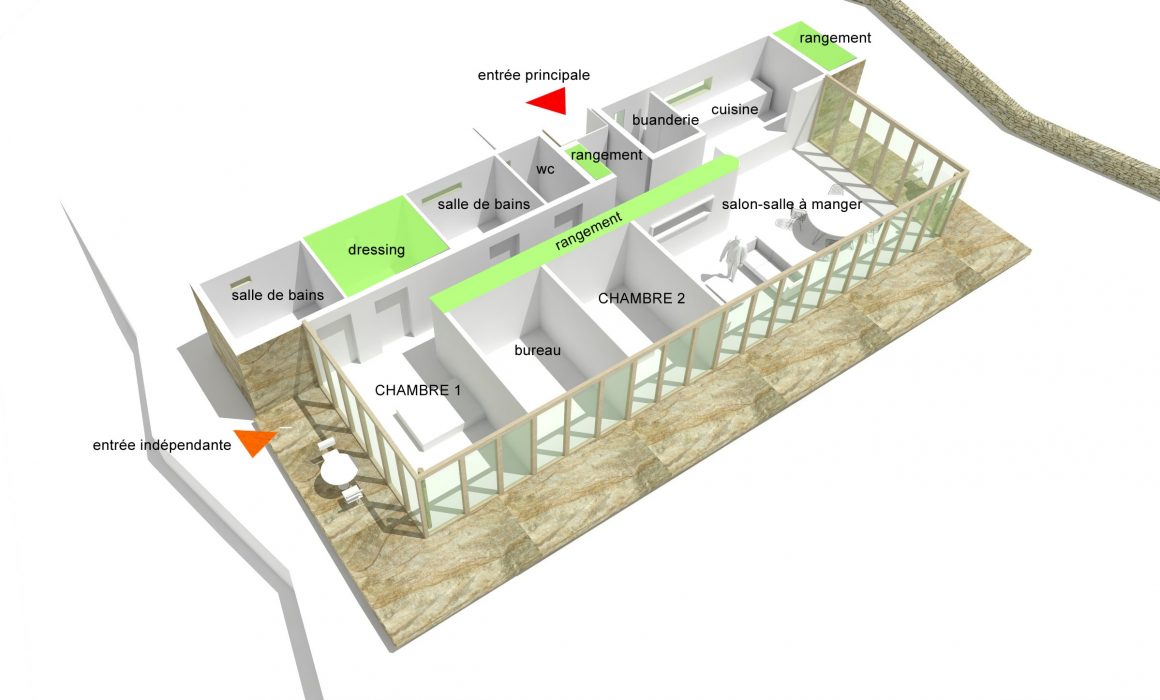 rangement
entrée principale
cuisine
buanderie
rangement
wc
salle de bains
salon-salle à manger
rangement
dressing
salle de bains
CHAMBRE 2
bureau
CHAMBRE 1
entrée indépendante